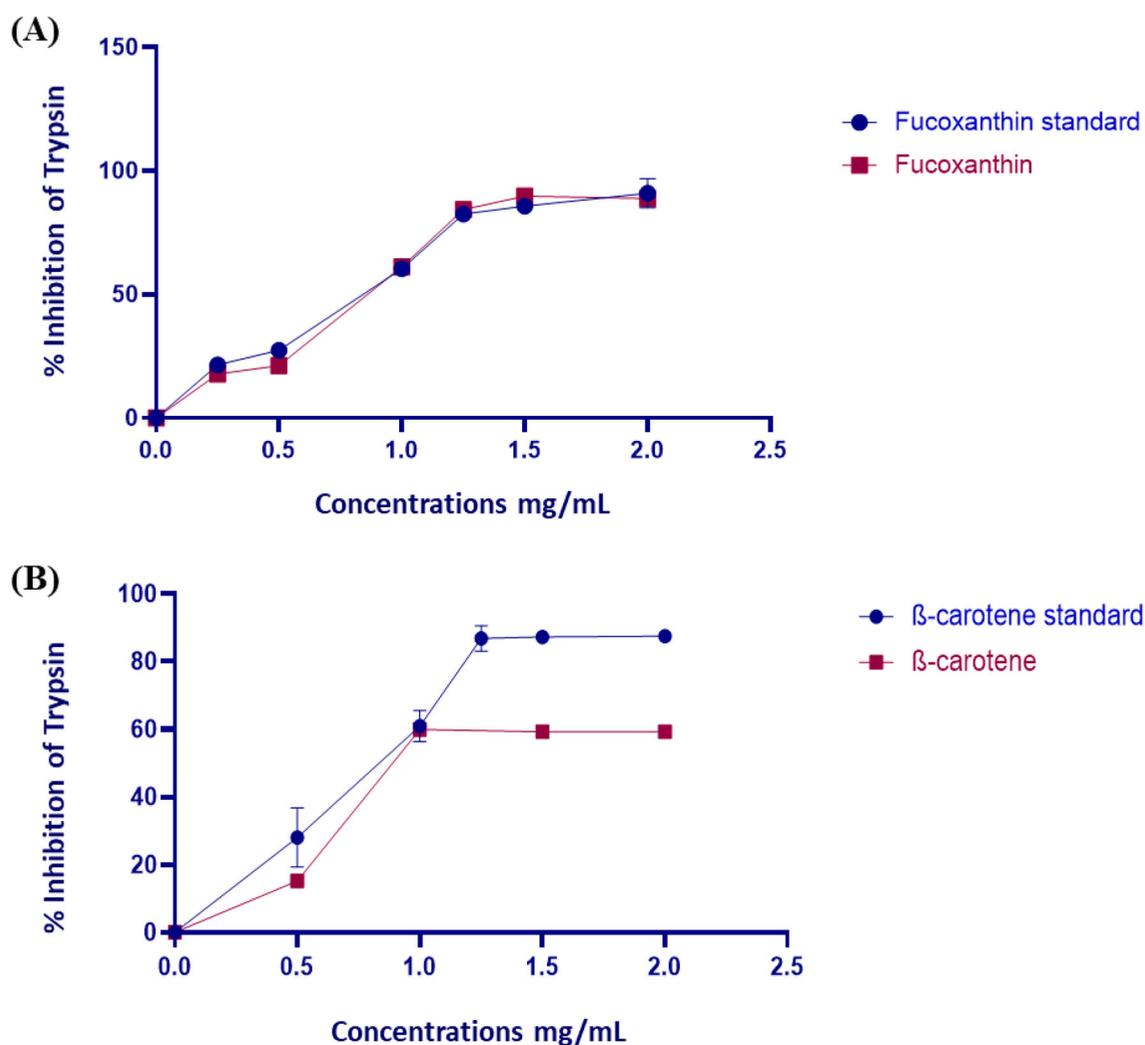 (A)
150
100
50
0
% Inhibition of Trypsin
0.0 0.5 1.0 1.5 2.0 2.5
Concentrations mg/mL
Fucoxanthin standard
Fucoxanthin
(B)
100
80
60
40
20
0
% Inhibition of Trypsin
0.0 0.5 1.0 1.5 2.0 2.5
Concentrations mg/mL
ß-carotene standard
ß-carotene